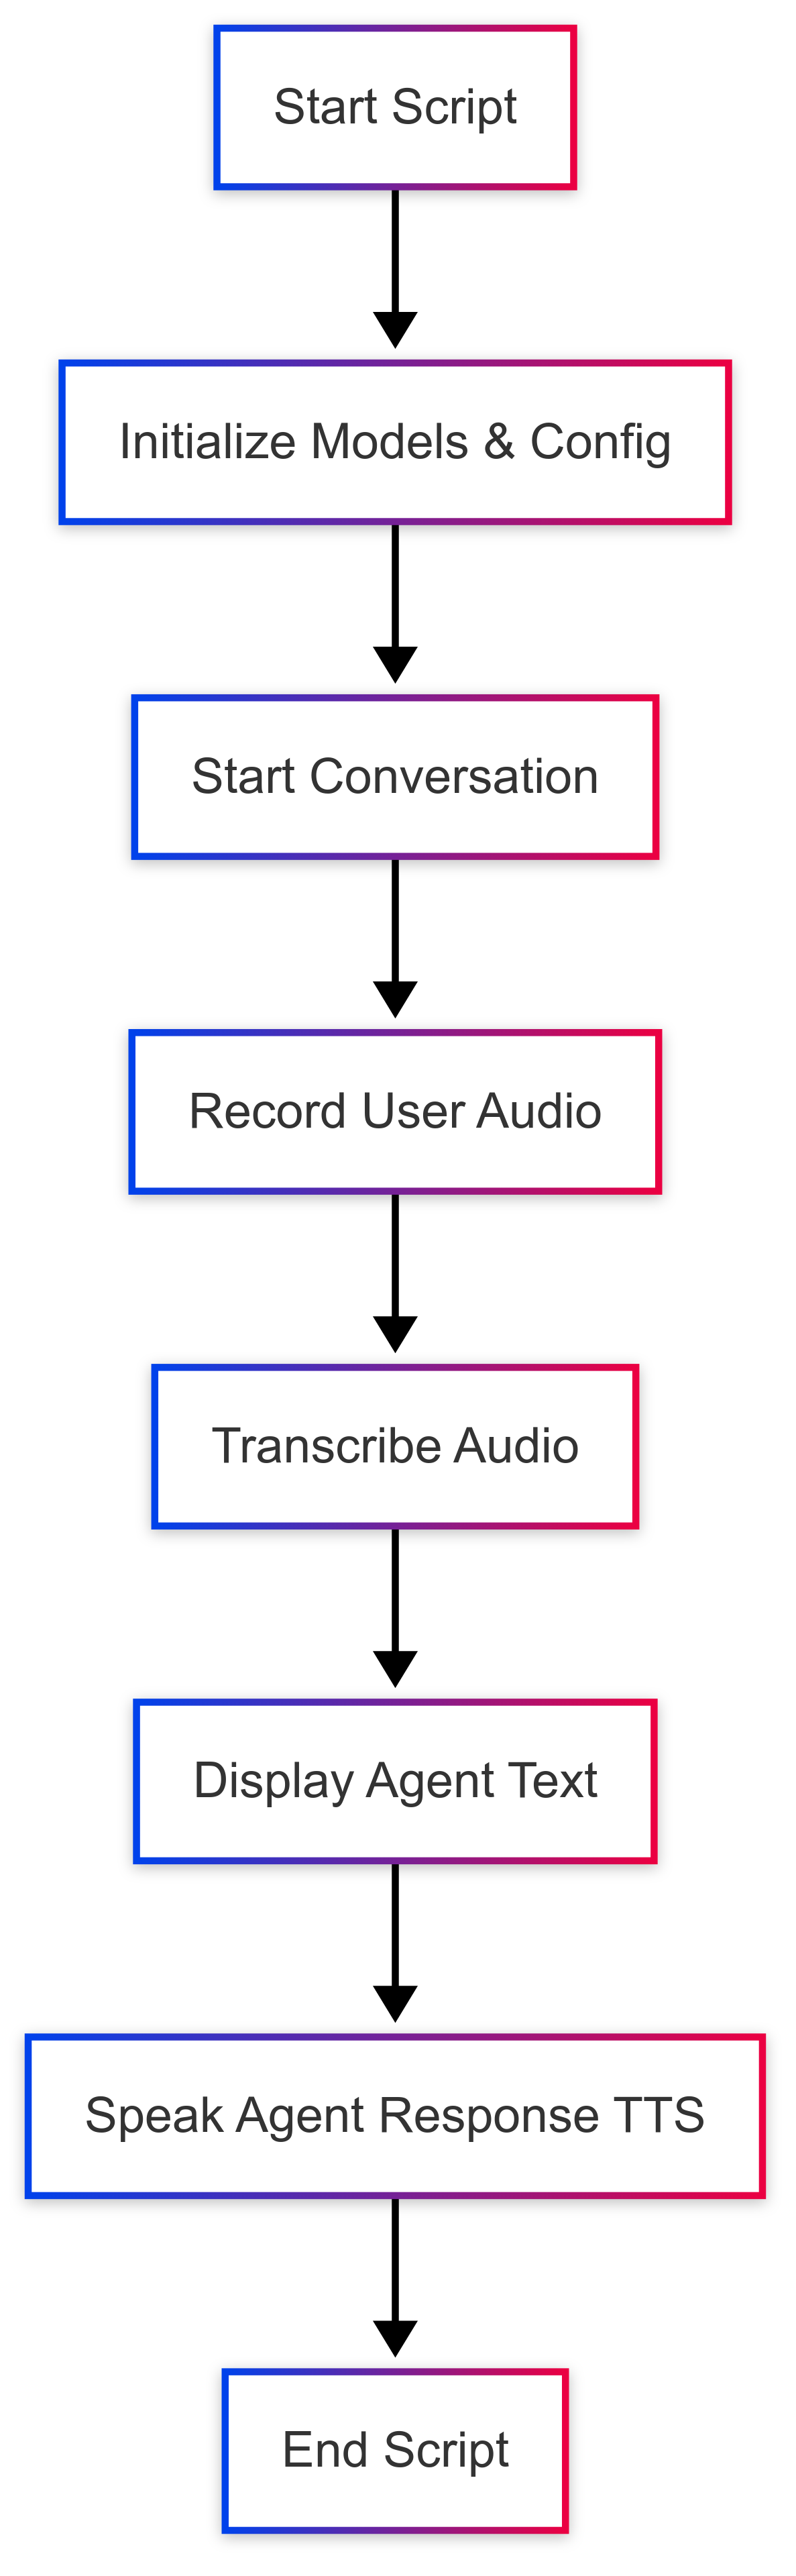 Start Script
Initialize Models & Config
Start Conversation
Record User Audio
Transcribe Audio
Display Agent Text
Speak Agent Response TTS
End Script